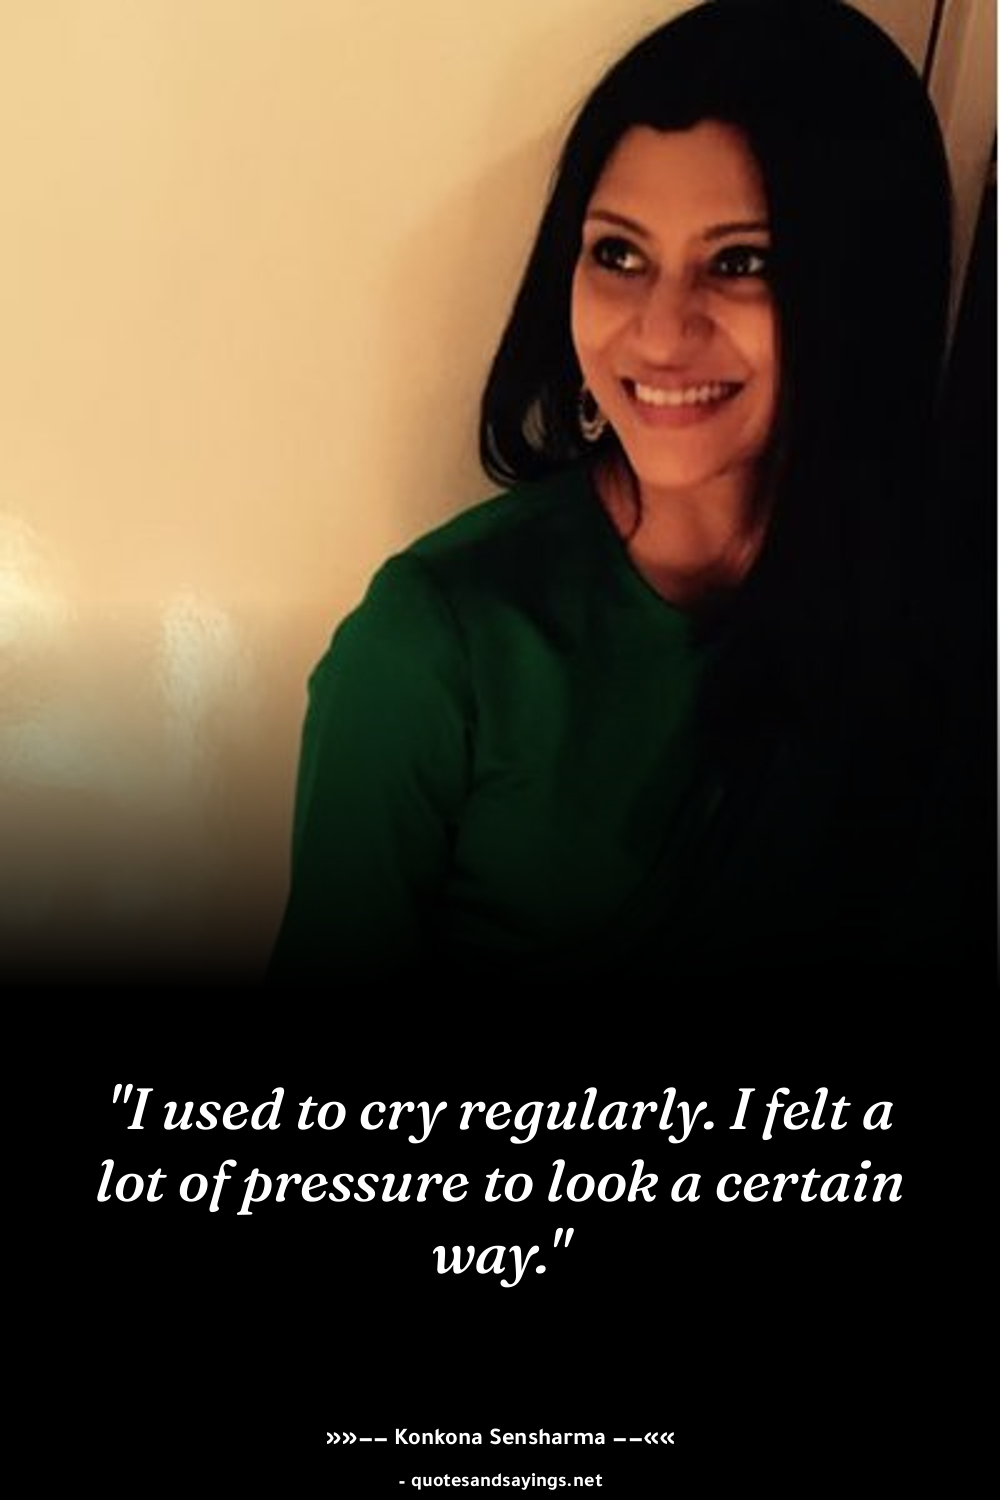 "I used to cry regularly. I felt a
lot of pressure to look a certain
way."
»»−− Konkona Sensharma −−««
- quotesandsayings.net